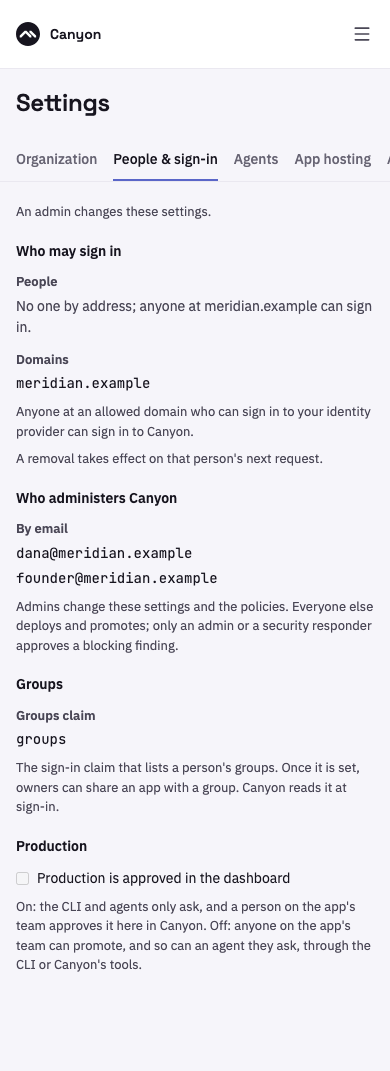 Canyon
Settings
Organization People & sign-in Agents App hosting
An admin changes these settings.
Who may sign in
People
No one by address; anyone at meridian.example can sign
in.
Domains
meridian.example
Anyone at an allowed domain who can sign in to your identity
provider can sign in to Canyon.
A removal takes effect on that person's next request.
Who administers Canyon
By email
dana@meridian.example
founder@meridian.example
Admins change these settings and the policies. Everyone else
deploys and promotes; only an admin or a security responder
approves a blocking finding.
Groups
Groups claim
groups
The sign-in claim that lists a person's groups. Once it is set,
owners can share an app with a group. Canyon reads it at
sign-in.
Production
Production is approved in the dashboard
On: the CLI and agents only ask, and a person on the app's
team approves it here in Canyon. Off: anyone on the app's
team can promote, and so can an agent they ask, through the
CLI or Canyon's tools.